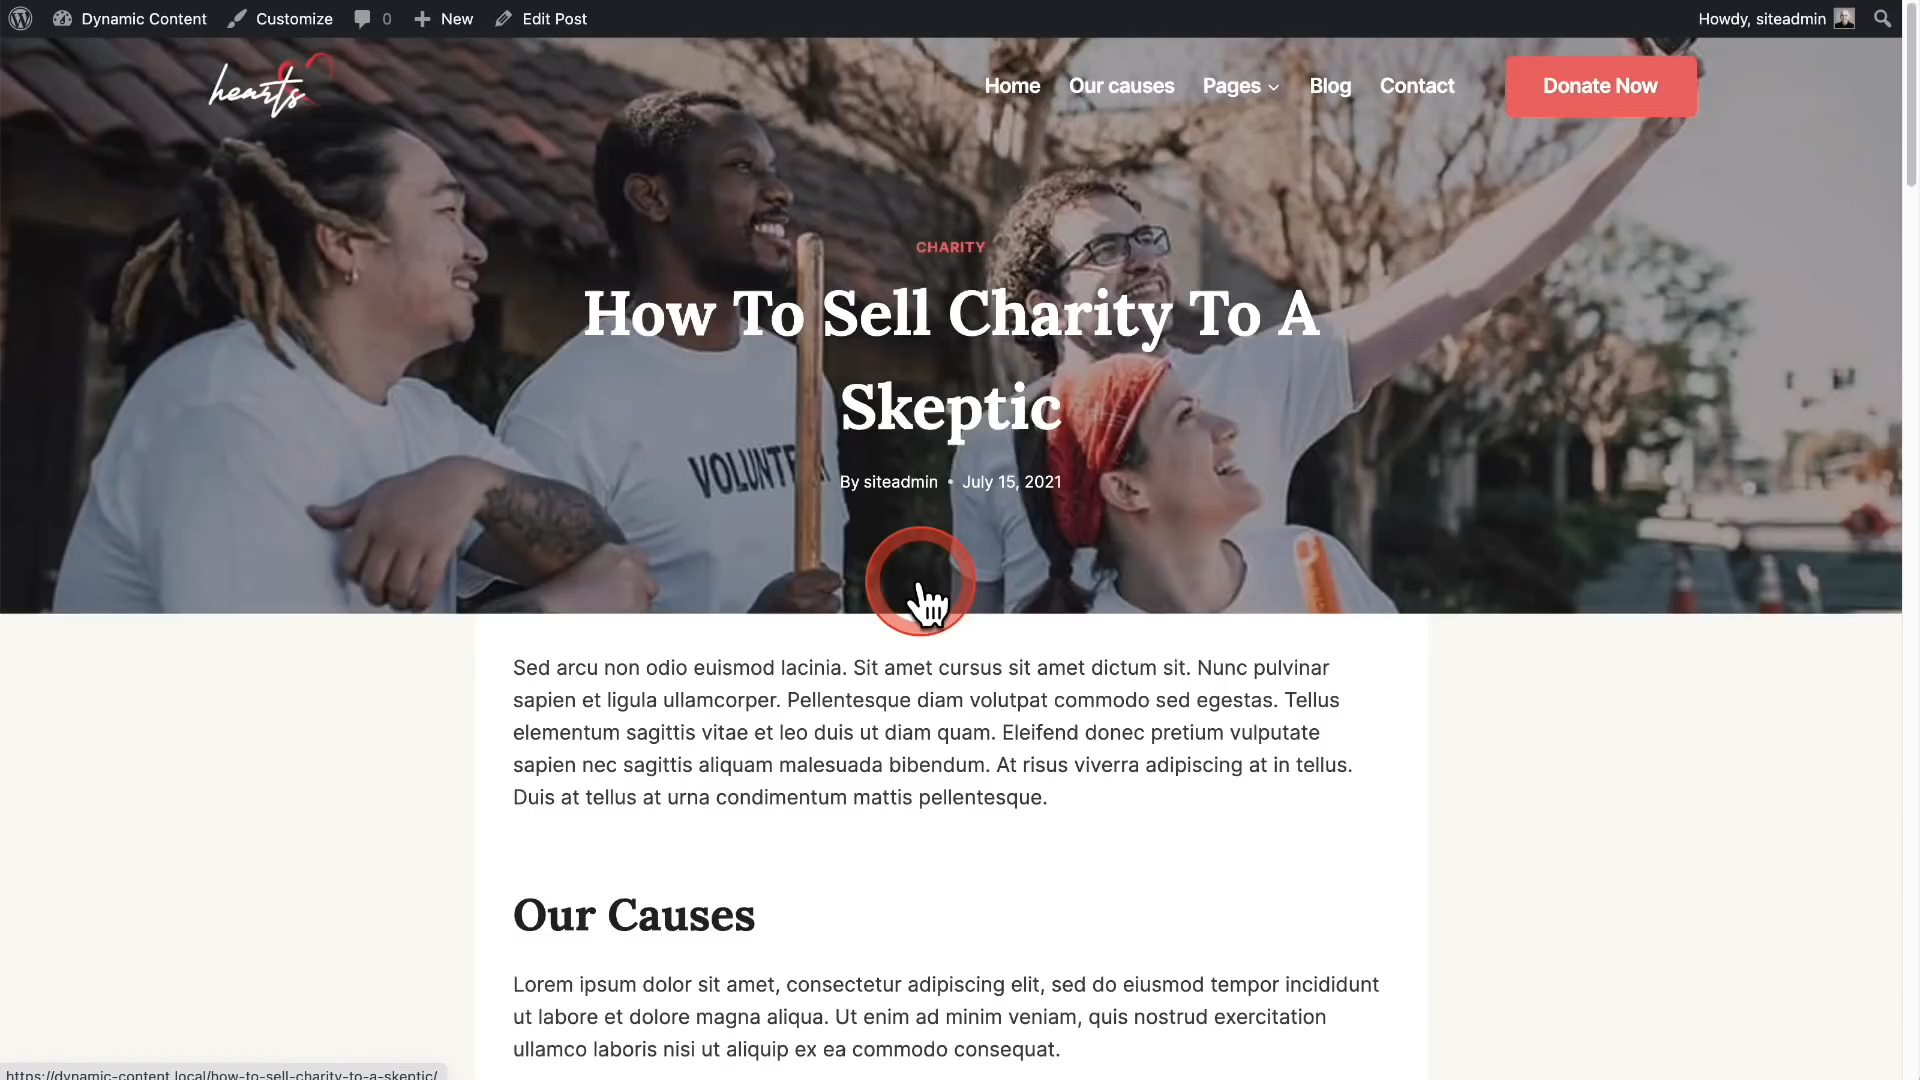 Dynamic Content Customize 0 New Edit Post Howdy, siteadmin
hearts Home Our causes Pages Blog Contact Donate Now
CHARITY
How To Sell Charity To A
Skeptic
VOLUNTE
By siteadmin • July 15, 2021
Sed arcu non odio euismod lacinia. Sit amet cursus sit amet dictum sit. Nunc pulvinar
sapien et ligula ullamcorper. Pellentesque diam volutpat commodo sed egestas. Tellus
elementum sagittis vitae et leo duis ut diam quam. Eleifend donec pretium vulputate
sapien nec sagittis aliquam malesuada bibendum. At risus viverra adipiscing at in tellus.
Duis at tellus at urna condimentum mattis pellentesque.
Our Causes
Lorem ipsum dolor sit amet, consectetur adipiscing elit, sed do eiusmod tempor incididunt
ut labore et dolore magna aliqua. Ut enim ad minim veniam, quis nostrud exercitation
ullamco laboris nisi ut aliquip ex ea commodo consequat.
https://dynamic-content.local/how-to-sell-charity-to-a-skeptic/